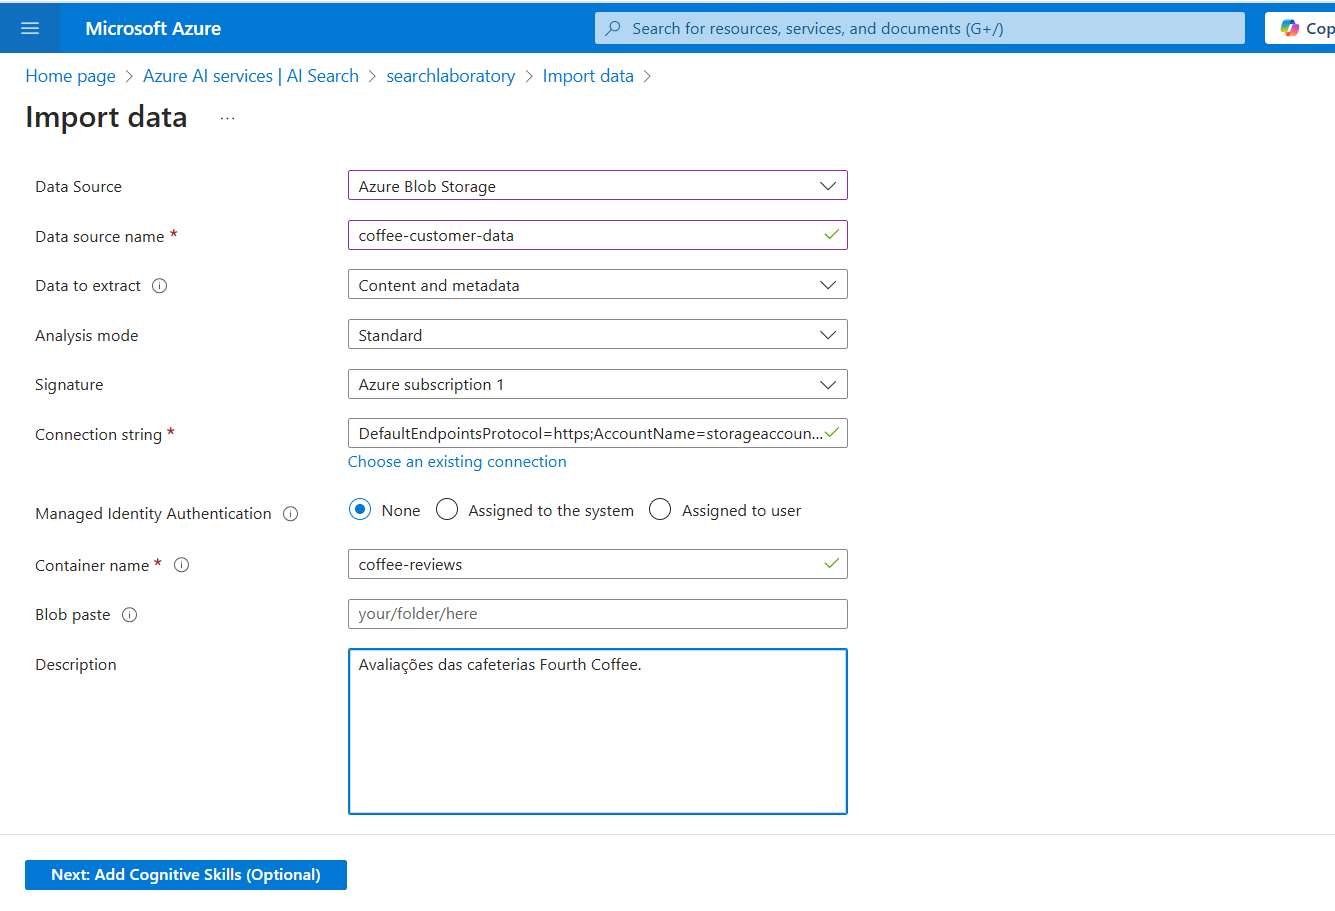 Microsoft Azure
Search for resources, services, and documents (G+/)
Home page > Azure AI services | AI Search > searchlaboratory > Import data >
Import data ...
Data Source Azure Blob Storage
Data source name * coffee-customer-data
Data to extract Content and metadata
Analysis mode Standard
Signature Azure subscription 1
Connection string * DefaultEndpointsProtocol=https;AccountName=storageaccoun...
Choose an existing connection
Managed Identity Authentication None Assigned to the system Assigned to user
Container name * coffee-reviews
Blob paste your/folder/here
Description Avaliações das cafeterias Fourth Coffee.
Next: Add Cognitive Skills (Optional)